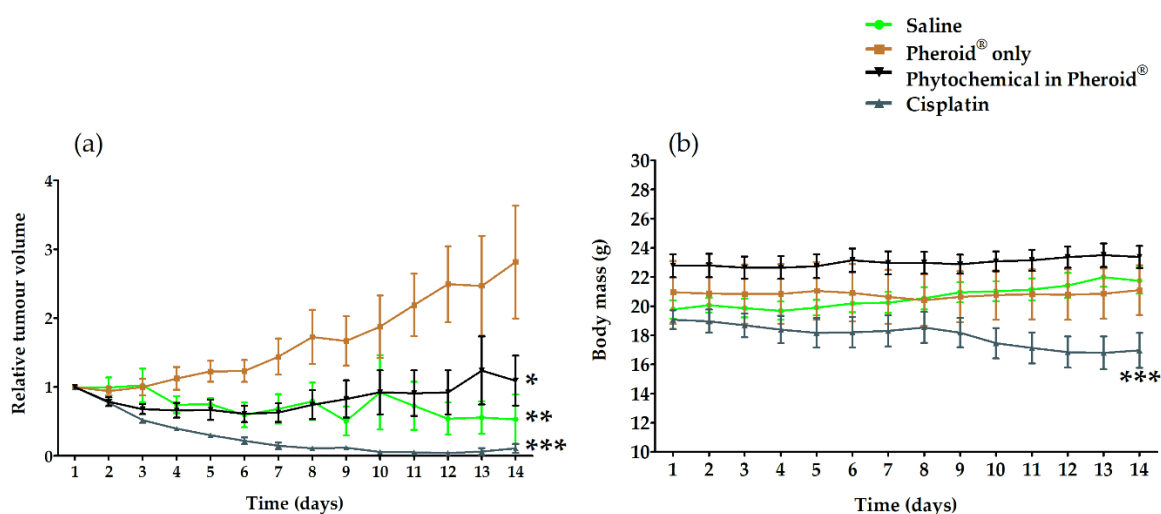 Saline
Pheroid® only
Phytochemical in Pheroid®
Cisplatin
(a)
4
3
2
1
0
Relative tumour volume
1 2 3 4 5 6 7 8 9 10 11 12 13 14
Time (days)
*
**
***
(b)
30
28
26
24
22
20
18
16
14
12
10
Body mass (g)
1 2 3 4 5 6 7 8 9 10 11 12 13 14
Time (days)
***